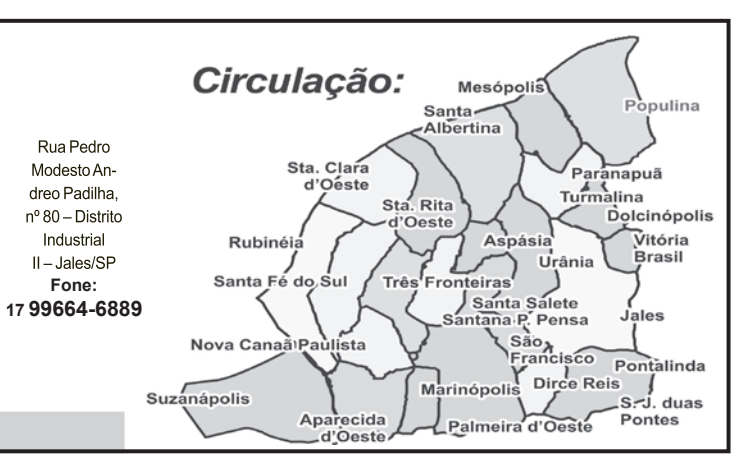 Circulação:
Rua Pedro
Modesto An-
dreo Padilha,
nº 80 – Distrito
Industrial
II – Jales/SP
Fone:
17 99664-6889
Mesópolis
Populina
Santa
Albertina
Sta. Clara
d'Oeste
Paranapuã
Turmalina
Sta. Rita
d'Oeste
Dolcinópolis
Rubinéia
Aspásia
Vitória
Brasil
Urânia
Santa Fé do Sul
Três Fronteiras
Santa Salete
Santana P. Pensa
Jales
Nova Canaã Paulista
São
Francisco
Pontalinda
Suzanápolis
Marinópolis
Dirce Reis
S. J. duas
Pontes
Aparecida
d'Oeste
Palmeira d'Oeste